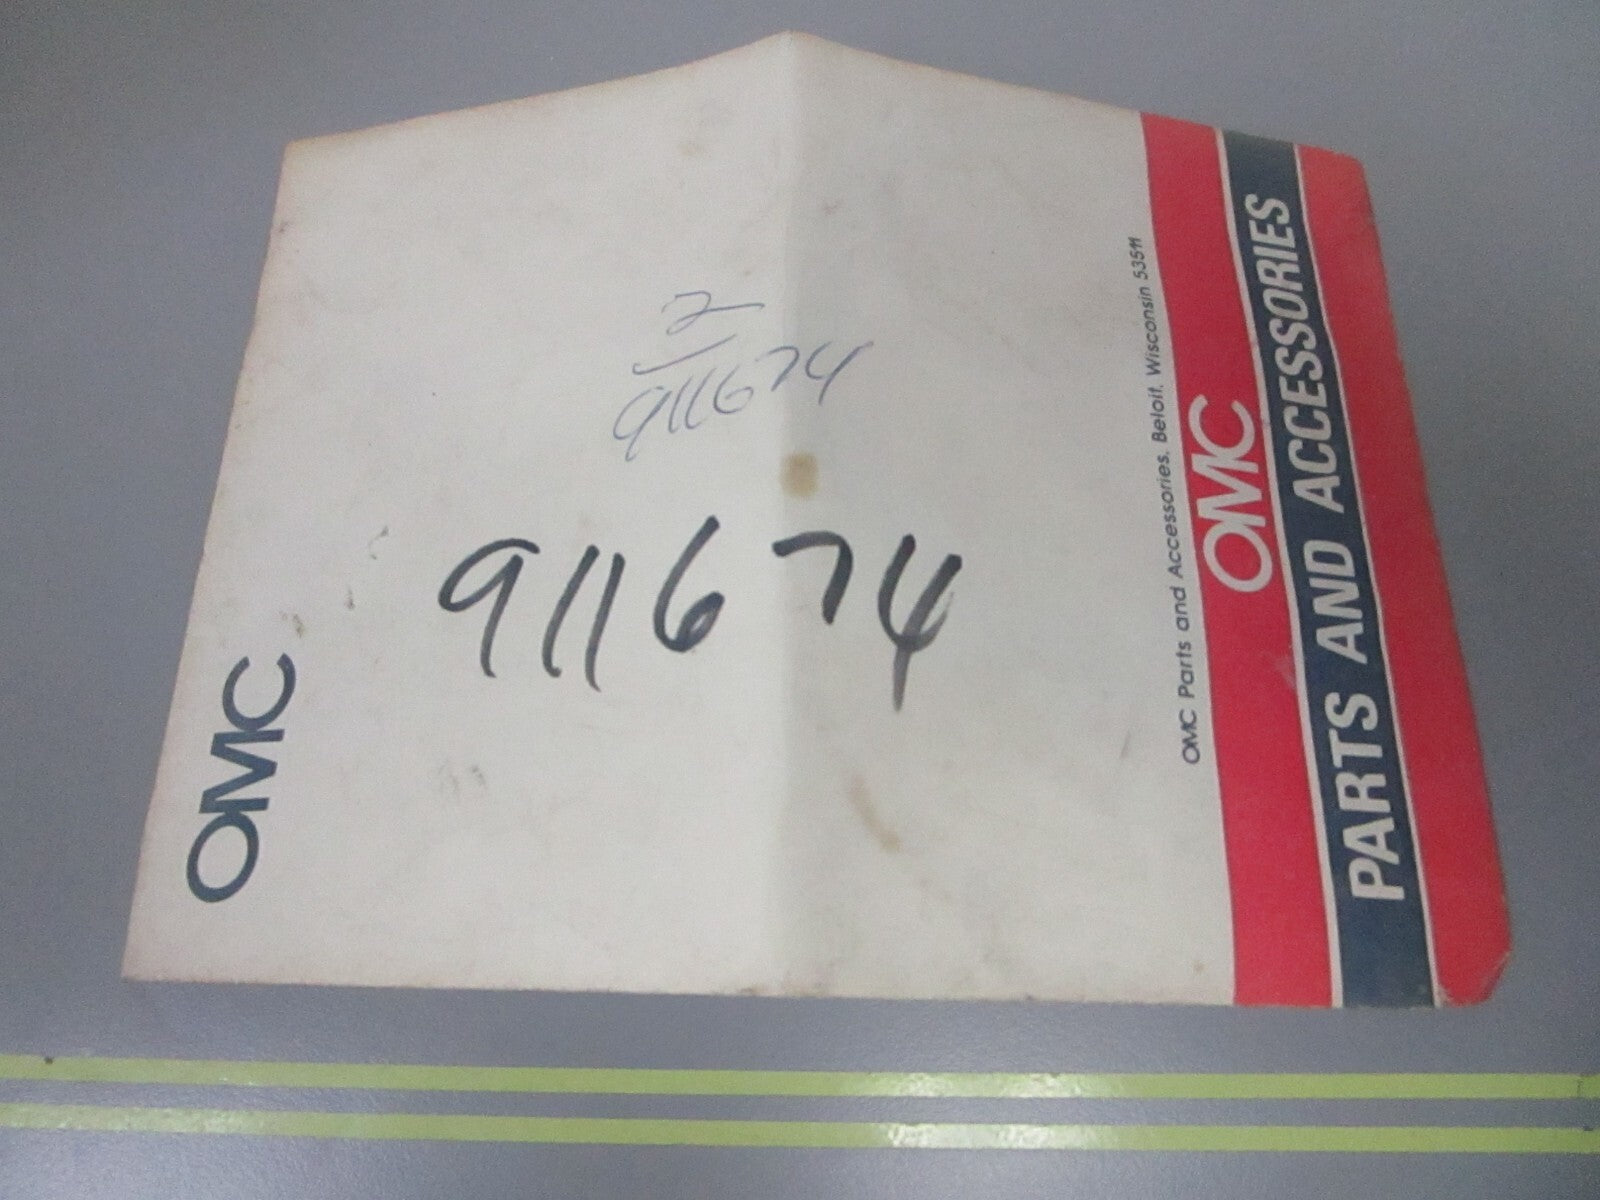 2
911674
911674
OMC
OMC Parts and Accessories, Beloit, Wisconsin 53511
OMC
PARTS AND ACCESSORIES